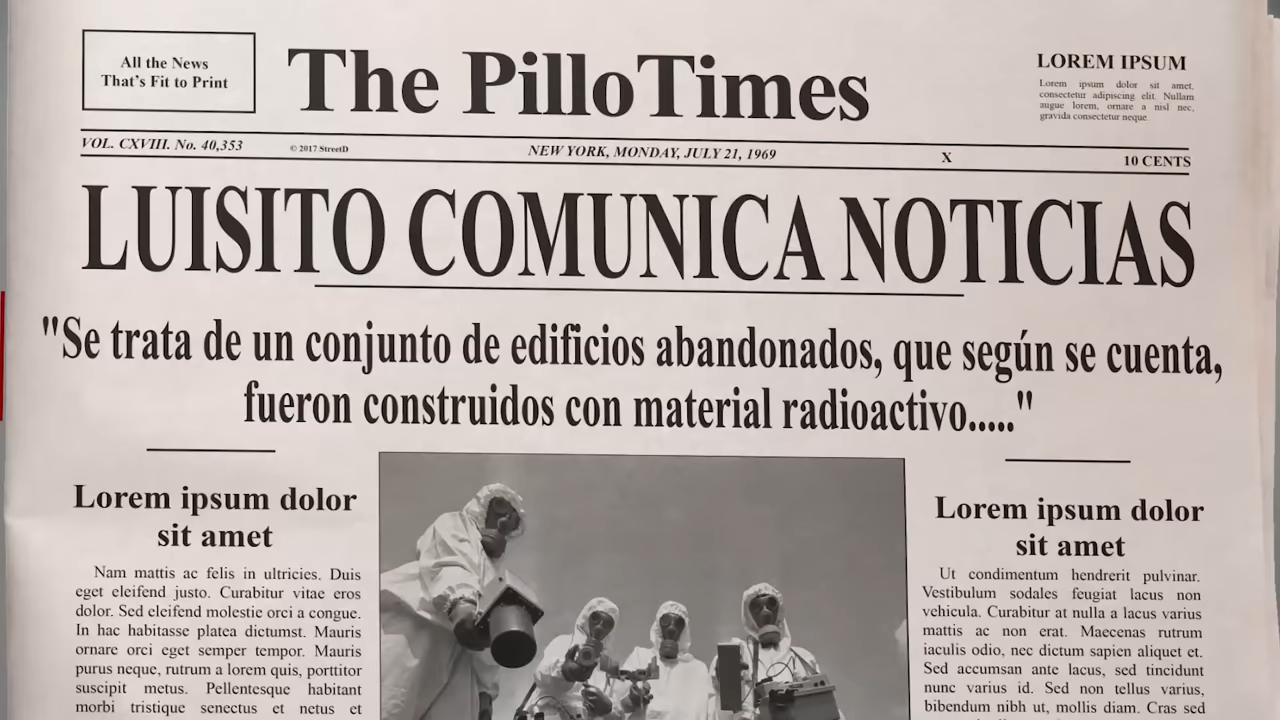 All the News
That's Fit to Print
The PilloTimes
LOREM IPSUM
Lorem ipsum dolor sit amet,
consectetur adipiscing elit. Nullam
augue lorem, ornare a nisl nec,
gravida consectetur neque.
VOL. CXVIII. No. 40,353
© 2017 StreetD
NEW YORK, MONDAY, JULY 21, 1969
X
10 CENTS
LUISITO COMUNICA NOTICIAS
"Se trata de un conjunto de edificios abandonados, que según se cuenta,
fueron construidos con material radioactivo....."
Lorem ipsum dolor
sit amet
Nam mattis ac felis in ultricies. Duis
eget eleifend justo. Curabitur vitae eros
dolor. Sed eleifend molestie orci a congue.
In hac habitasse platea dictumst. Mauris
ornare orci eget semper tempor. Mauris
purus neque, rutrum a lorem quis, porttitor
suscipit metus. Pellentesque habitant
morbi tristique senectus et netus et
Lorem ipsum dolor
sit amet
Ut condimentum hendrerit pulvinar.
Vestibulum sodales feugiat lacus non
vehicula. Curabitur at nulla a lacus varius
mattis ac non erat. Maecenas rutrum
iaculis odio, nec dictum sapien aliquet et.
Sed accumsan ante lacus, sed tincidunt
nunc varius id. Sed non tellus varius,
bibendum nibh ut, mollis diam. Cras sed